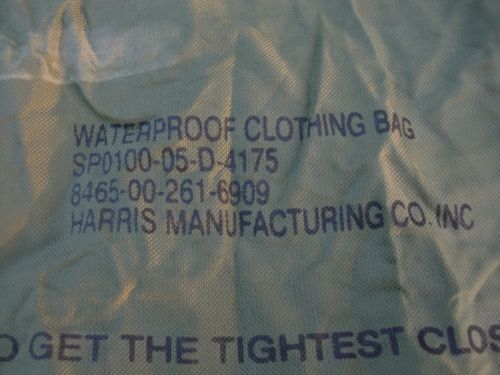 WATERPROOF CLOTHING BAG
SP0100-05-D-4175
8465-00-261-6909
HARRIS MANUFACTURING CO. INC
GET THE TIGHTEST